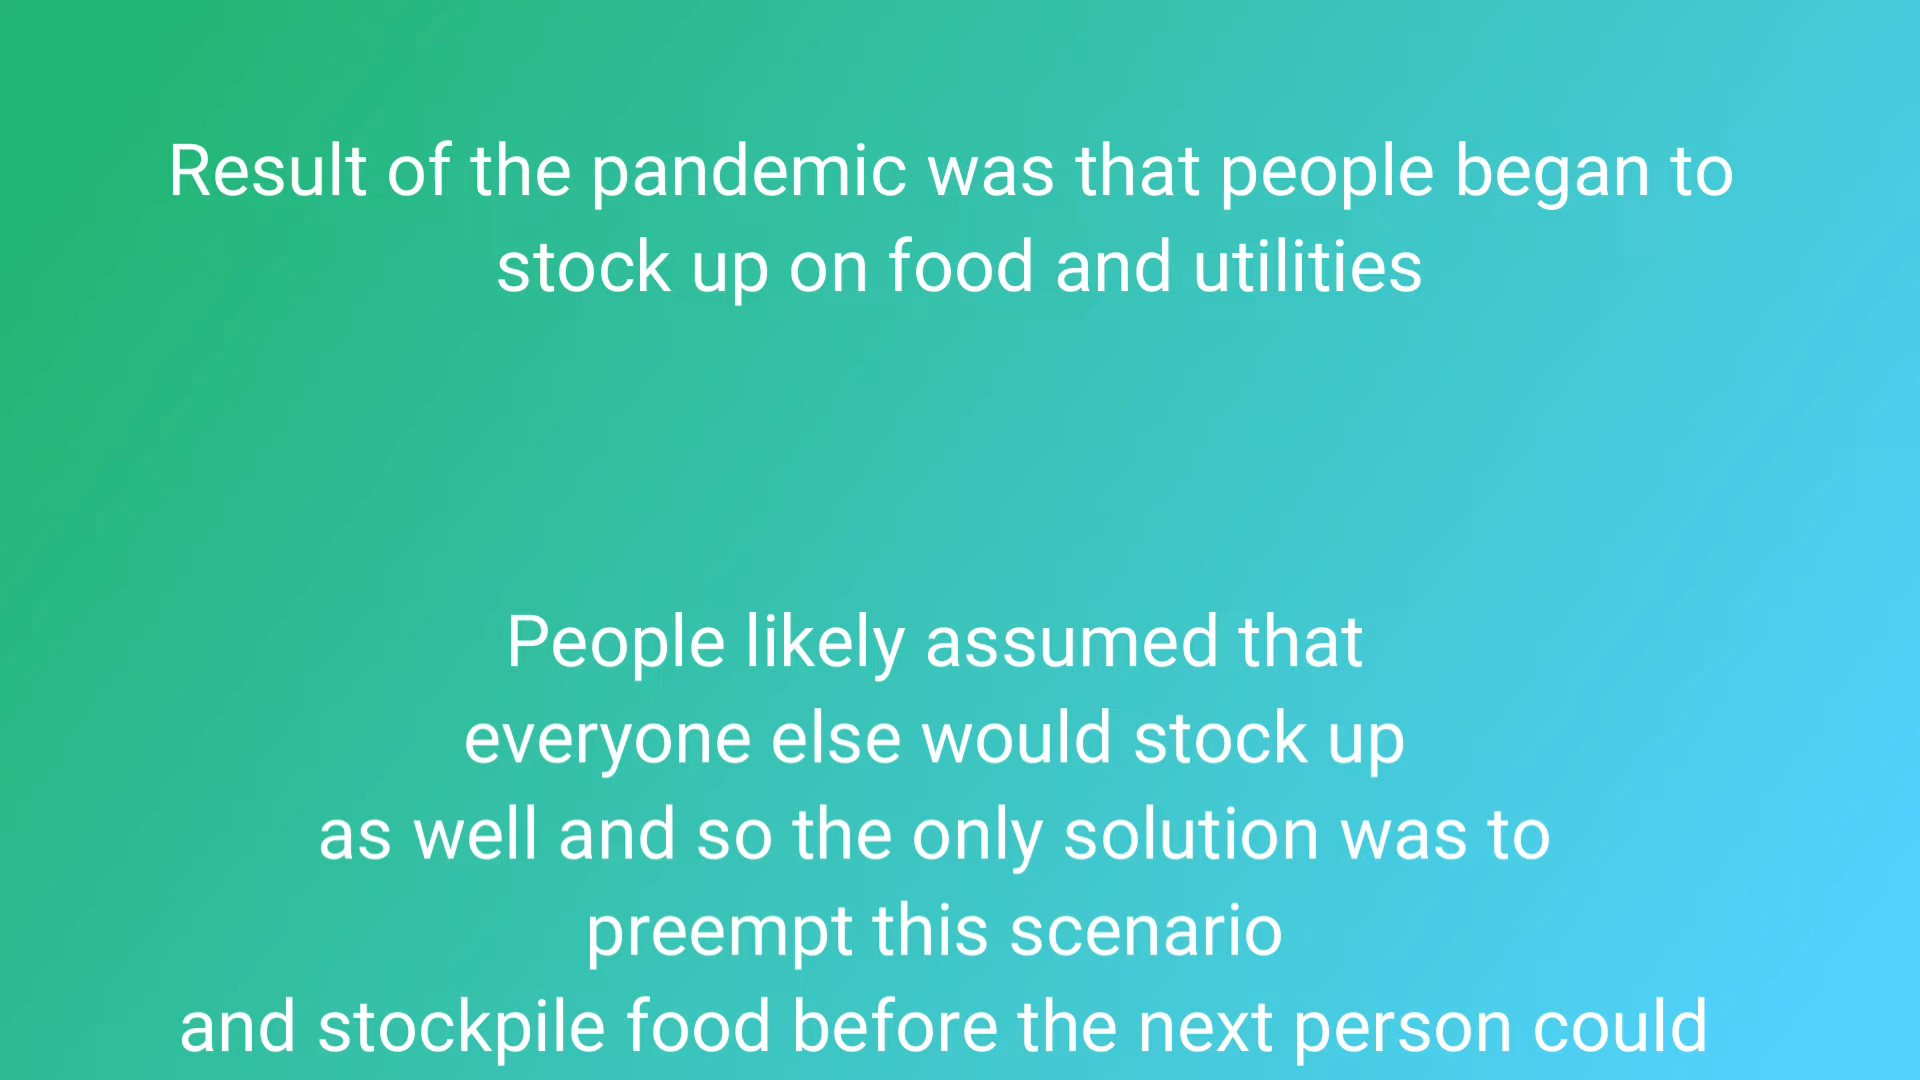 Result of the pandemic was that people began to
stock up on food and utilities
People likely assumed that
everyone else would stock up
as well and so the only solution was to
preempt this scenario
and stockpile food before the next person could